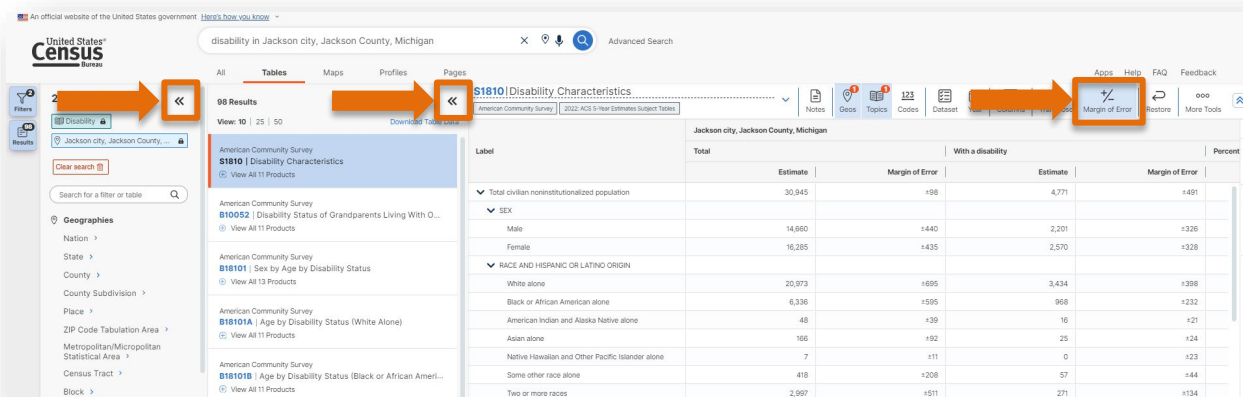 An official website of the United States government Here's how you know
United States®
Census
Bureau
disability in Jackson city, Jackson County, Michigan
Advanced Search
All Tables Maps Profiles Pages
Apps Help FAQ Feedback
2
Filters
98
Results
2
Disability
Jackson city, Jackson County, ...
Clear search
Search for a filter or table
Geographies
Nation
State
County
County Subdivision
Place
ZIP Code Tabulation Area
Metropolitan/Micropolitan
Statistical Area
Census Tract
Block
98 Results
View: 10 | 25 | 50 Download Table Data
American Community Survey
S1810 | Disability Characteristics
View All 11 Products
American Community Survey
B10052 | Disability Status of Grandparents Living With O...
View All 11 Products
American Community Survey
B18101 | Sex by Age by Disability Status
View All 13 Products
American Community Survey
B18101A | Age by Disability Status (White Alone)
View All 11 Products
American Community Survey
B18101B | Age by Disability Status (Black or African Ameri...
View All 11 Products
S1810 | Disability Characteristics
American Community Survey 2022: ACS 5-Year Estimates Subject Tables
Notes
1
Geos
1
Topics
123
Codes
Dataset
Margin of Error
Restore
More Tools
Jackson city, Jackson County, Michigan
Label Total With a disability Percent
Estimate Margin of Error Estimate Margin of Error
Total civilian noninstitutionalized population 30,945 ±98 4,771 ±491
SEX
Male 14,660 ±440 2,201 ±326
Female 16,285 ±435 2,570 ±328
RACE AND HISPANIC OR LATINO ORIGIN
White alone 20,973 ±695 3,434 ±398
Black or African American alone 6,336 ±595 968 ±232
American Indian and Alaska Native alone 48 ±39 16 ±21
Asian alone 166 ±92 25 ±24
Native Hawaiian and Other Pacific Islander alone 7 ±11 0 ±23
Some other race alone 418 ±208 57 ±44
Two or more races 2,997 ±511 271 ±134